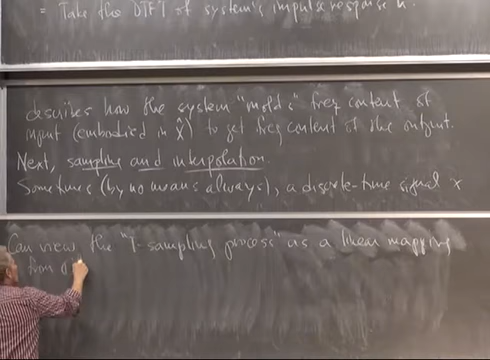 = Take the DTFT of system's impulse response h.
describes how the system "molds" freq content of
input (embodied in X̂) to get freq content of the output.
Next, sampling and interpolation.
Sometimes (by no means always), a discrete-time signal x
Can view the "T-sampling process" as a linear mapping
from